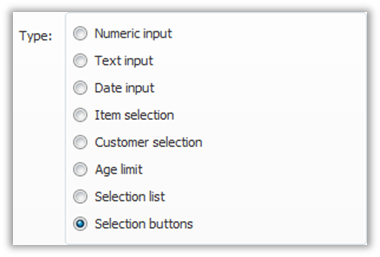 Type:
Numeric input
Text input
Date input
Item selection
Customer selection
Age limit
Selection list
Selection buttons